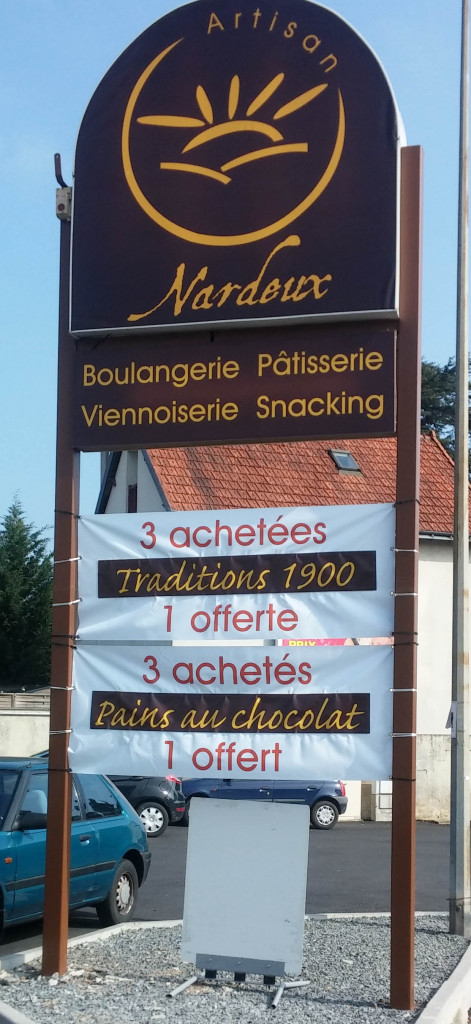 Artisan
Nardeux
Boulangerie Pâtisserie
Viennoiserie Snacking
3 achetées
Traditions 1900
1 offerte
PRIX
3 achetés
Pains au chocolat
1 offert